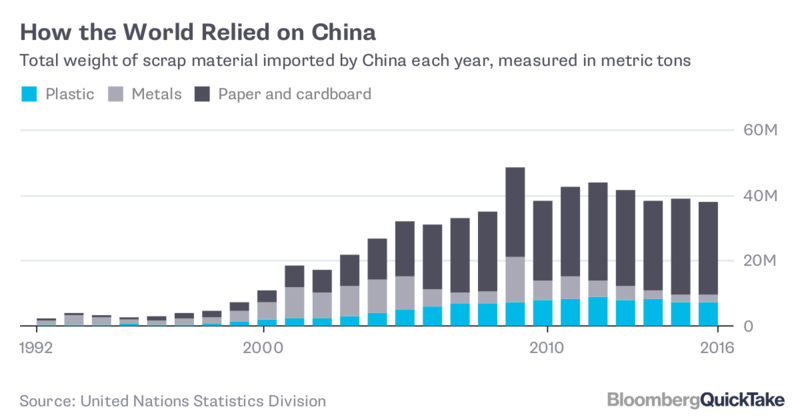 How the World Relied on China
Total weight of scrap material imported by China each year, measured in metric tons
Plastic Metals Paper and cardboard
60M
40M
20M
0
1992 2000 2010 2016
Source: United Nations Statistics Division BloombergQuickTake